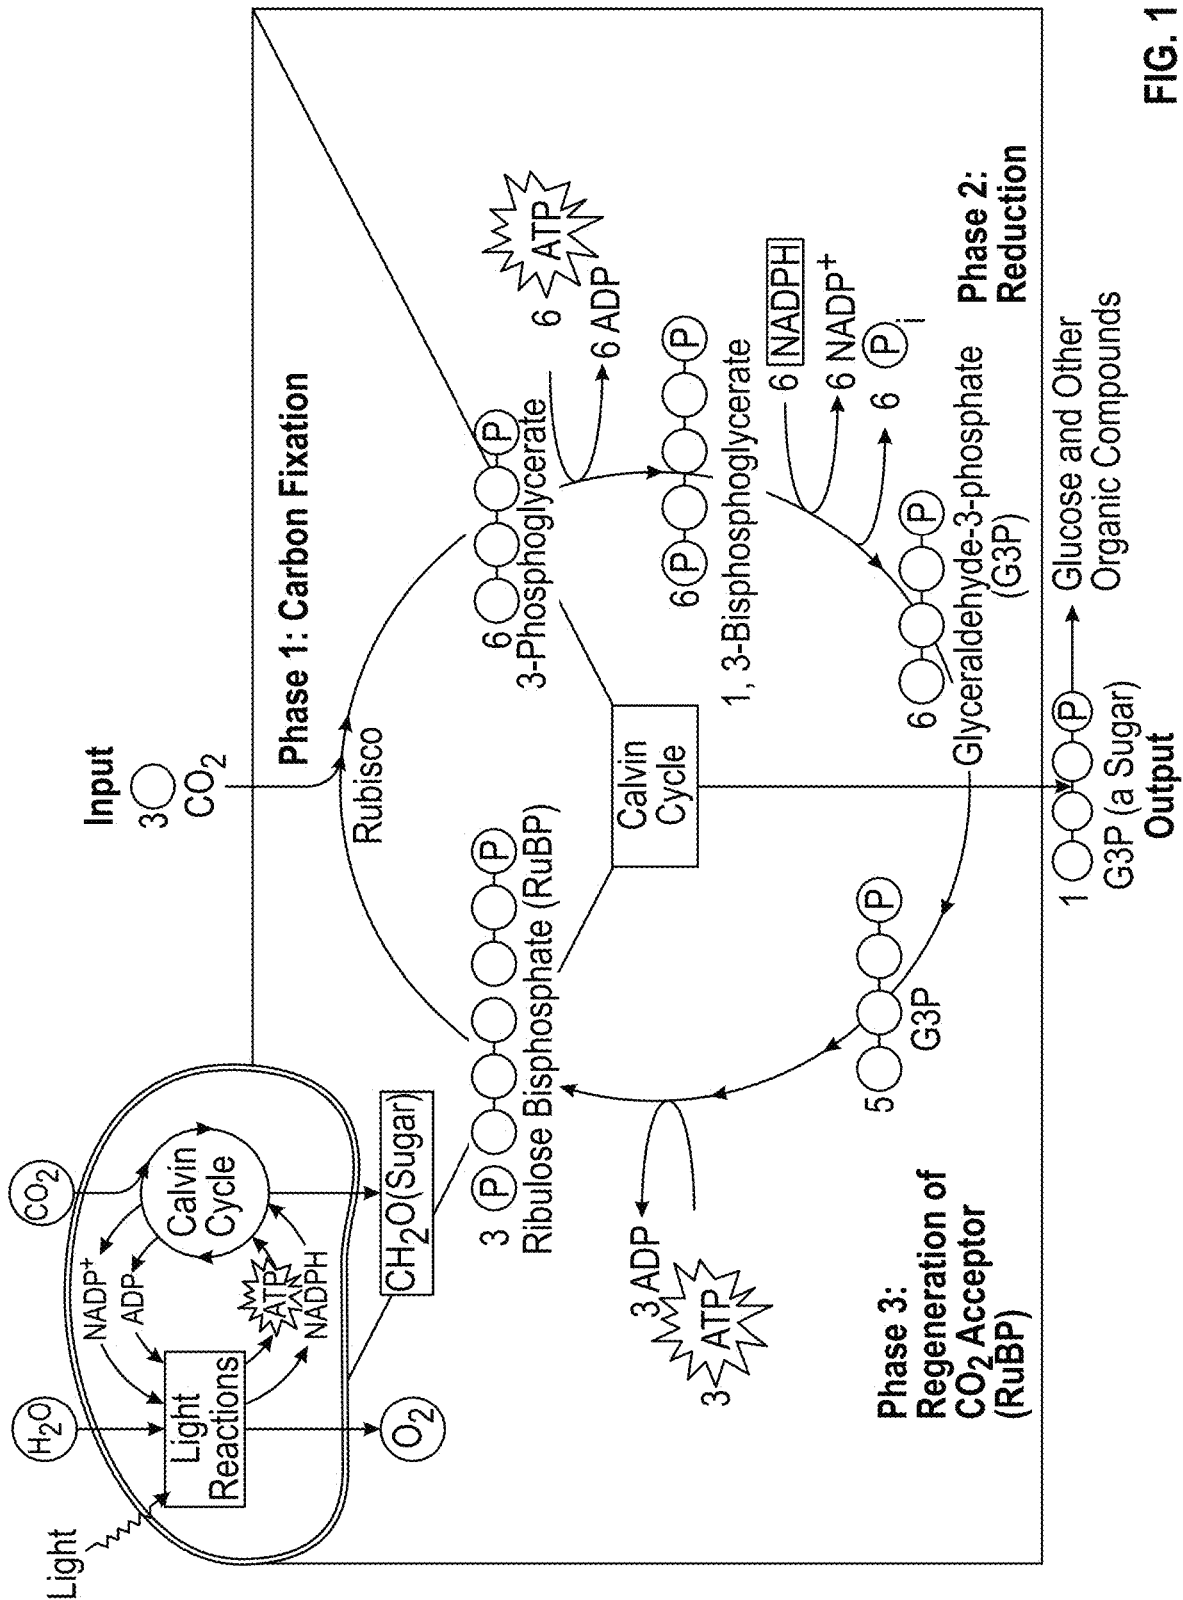 Light
H₂O
CO₂
NADP⁺
ADP
Light
Reactions
Calvin
Cycle
ATP
NADPH
O₂
CH₂O(Sugar)
Input
3
CO₂
Phase 1: Carbon Fixation
Rubisco
3 P P
Ribulose Bisphosphate (RuBP)
6 P
3-Phosphoglycerate
6 ATP
6 ADP
Calvin
Cycle
6 P P
1, 3-Bisphoglycerate
6 NADPH
6 NADP⁺
6 P i
3 ADP
3 ATP
5 P
G3P
6 P
Glyceraldehyde-3-phosphate
(G3P)
Phase 2:
Reduction
Phase 3:
Regeneration of
CO₂ Acceptor
(RuBP)
1 P
G3P (a Sugar)
Output
Glucose and Other
Organic Compounds
FIG. 1